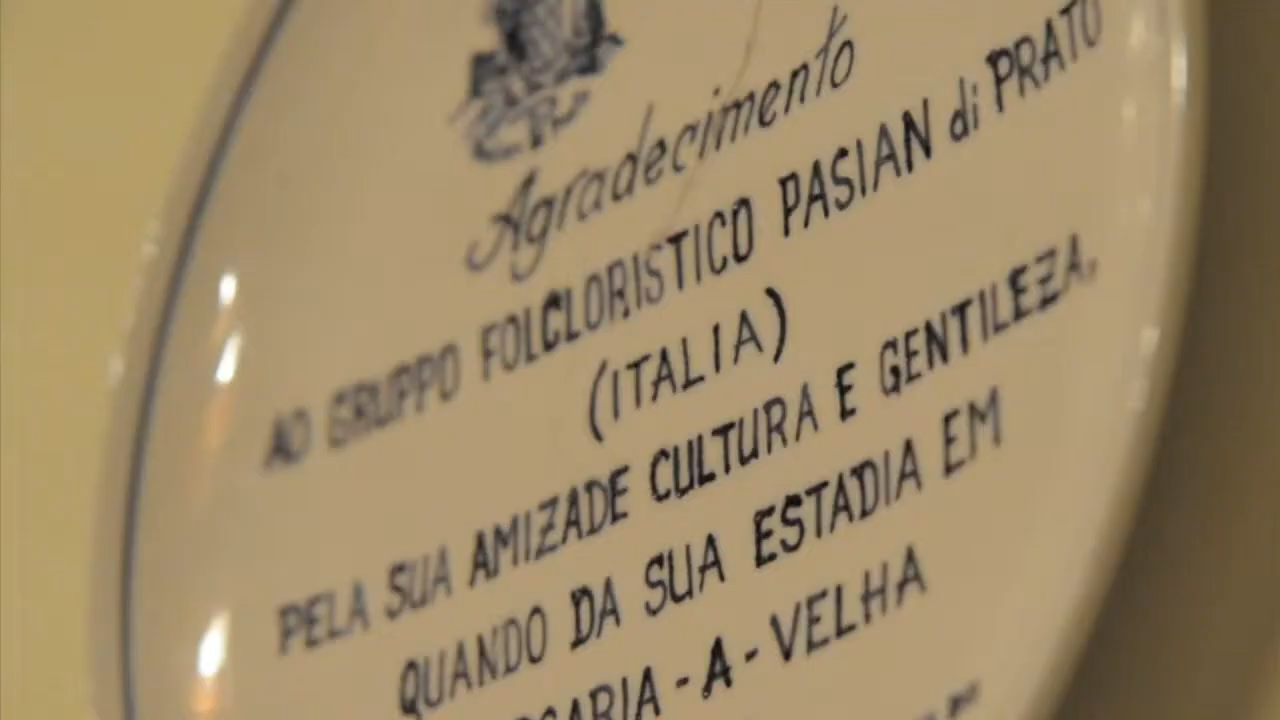 Agradecimento
AO GRUPPO FOLCLORISTICO PASIAN di PRATO
(ITALIA)
PELA SUA AMIZADE CULTURA E GENTILEZA,
QUANDO DA SUA ESTADIA EM
-A-VELHA